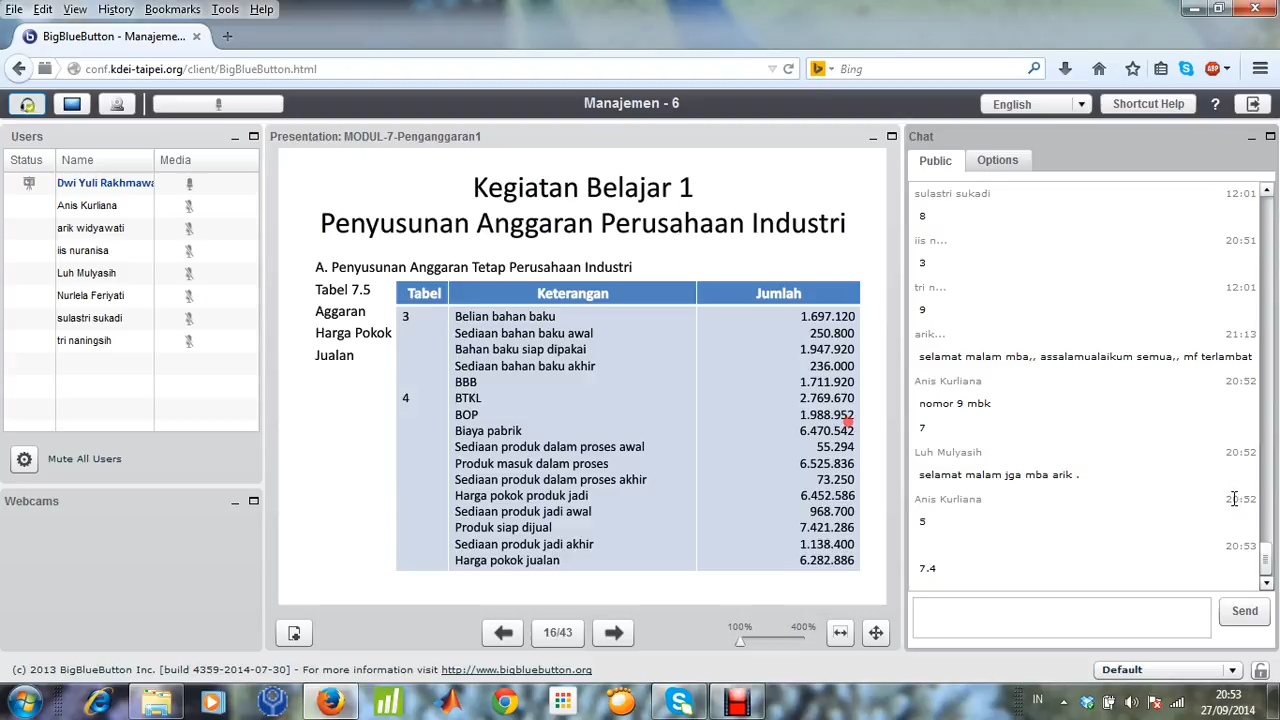 File Edit View History Bookmarks Tools Help
BigBlueButton - Manajeme...
conf.kdei-taipei.org/client/BigBlueButton.html
Bing
Manajemen - 6
English
Shortcut Help
?
Users
Status Name Media
Dwi Yuli Rakhmawa
Anis Kurliana
arik widyawati
iis nuranisa
Luh Mulyasih
Nurlela Feriyati
sulastri sukadi
tri naningsih
Mute All Users
Webcams
Presentation: MODUL-7-Penganggaran1
Kegiatan Belajar 1
Penyusunan Anggaran Perusahaan Industri
A. Penyusunan Anggaran Tetap Perusahaan Industri
Tabel 7.5
Aggaran
Harga Pokok
Jualan
Tabel Keterangan Jumlah
3 Belian bahan baku 1.697.120
Sediaan bahan baku awal 250.800
Bahan baku siap dipakai 1.947.920
Sediaan bahan baku akhir 236.000
BBB 1.711.920
4 BTKL 2.769.670
BOP 1.988.952
Biaya pabrik 6.470.542
Sediaan produk dalam proses awal 55.294
Produk masuk dalam proses 6.525.836
Sediaan produk dalam proses akhir 73.250
Harga pokok produk jadi 6.452.586
Sediaan produk jadi awal 968.700
Produk siap dijual 7.421.286
Sediaan produk jadi akhir 1.138.400
Harga pokok jualan 6.282.886
16/43
100% 400%
Chat
Public Options
sulastri sukadi 12:01
8
iis n... 20:51
3
tri n... 12:01
9
arik... 21:13
selamat malam mba,, assalamualaikum semua,, mf terlambat
Anis Kurliana 20:52
nomor 9 mbk
7
Luh Mulyasih 20:52
selamat malam jga mba arik .
Anis Kurliana 20:52
5
20:53
7.4
Send
(c) 2013 BigBlueButton Inc. [build 4359-2014-07-30] - For more information visit http://www.bigbluebutton.org
Default
IN
20:53
27/09/2014